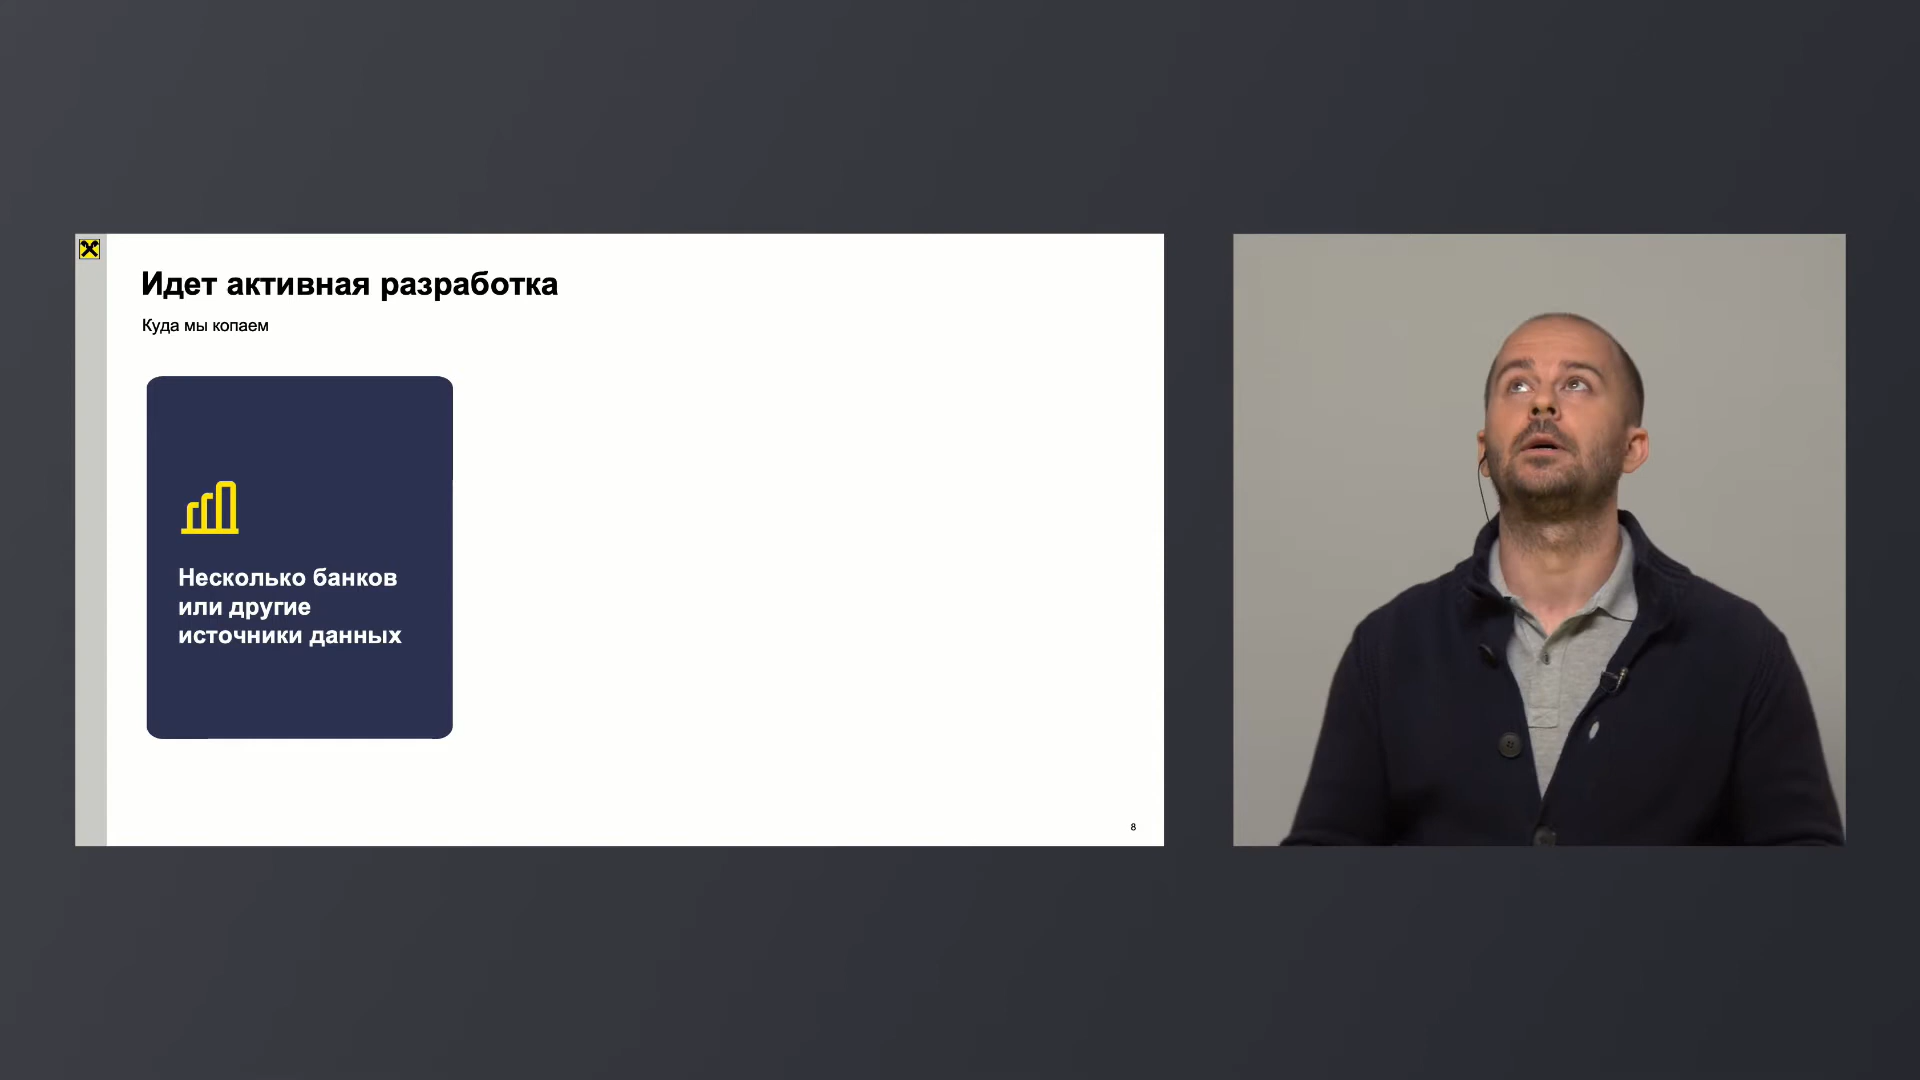 Идет активная разработка
Куда мы копаем
Несколько банков
или другие
источники данных
8